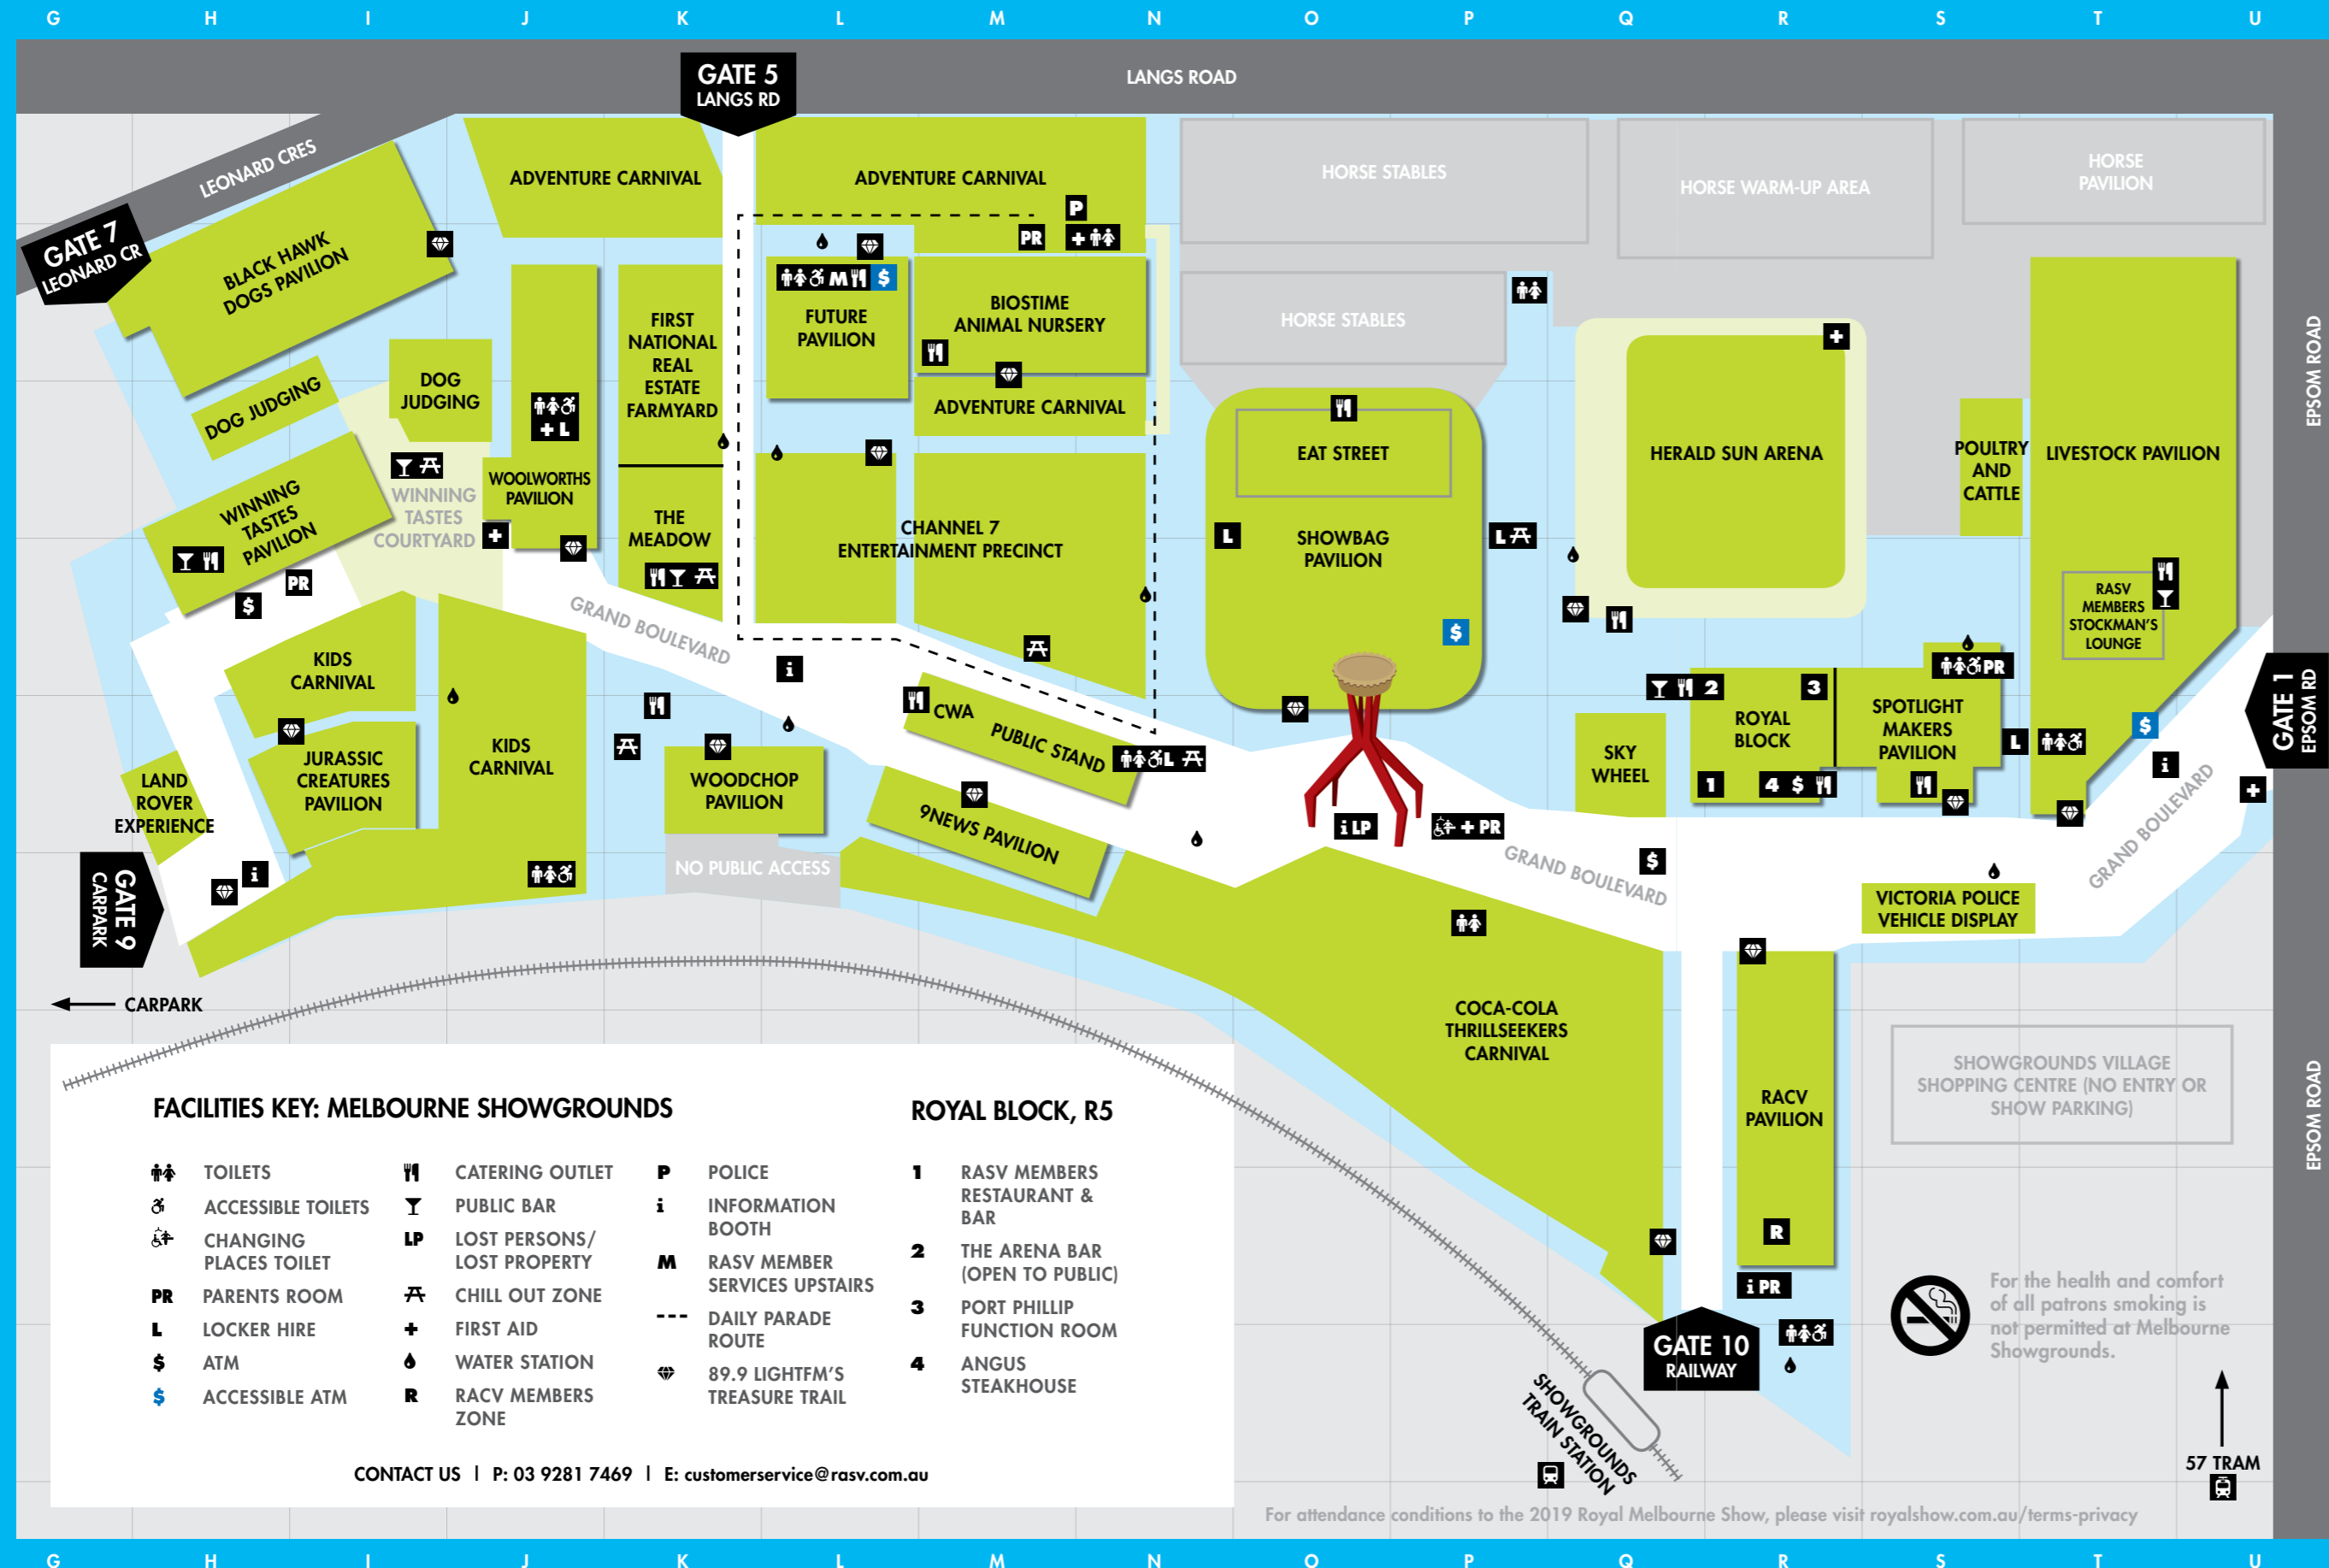 G H I J K L M N O P Q R S T U
GATE 5
LANGS RD
LANGS ROAD
LEONARD CRES
GATE 7
LEONARD CR
ADVENTURE CARNIVAL
ADVENTURE CARNIVAL
HORSE STABLES
HORSE WARM-UP AREA
HORSE
PAVILION
P
PR
+
BLACK HAWK
DOGS PAVILION
M $
FUTURE
PAVILION
BIOSTIME
ANIMAL NURSERY
HORSE STABLES
+
EPSOM ROAD
FIRST
NATIONAL
REAL
ESTATE
FARMYARD
DOG JUDGING
DOG
JUDGING
+ L
ADVENTURE CARNIVAL
EAT STREET
HERALD SUN ARENA
POULTRY
AND
CATTLE
LIVESTOCK PAVILION
WINNING
TASTES
PAVILION
WINNING
TASTES
COURTYARD
WOOLWORTHS
PAVILION
+
THE
MEADOW
CHANNEL 7
ENTERTAINMENT PRECINCT
L
SHOWBAG
PAVILION
L
PR
$
RASV
MEMBERS
STOCKMAN'S
LOUNGE
GRAND BOULEVARD
$
KIDS
CARNIVAL
i
PR
2
3
CWA
PUBLIC STAND
ROYAL
BLOCK
SPOTLIGHT
MAKERS
PAVILION
L
$
GATE 1
EPSOM RD
KIDS
CARNIVAL
JURASSIC
CREATURES
PAVILION
LAND
ROVER
EXPERIENCE
WOODCHOP
PAVILION
L
SKY
WHEEL
i
1
4 $
+
9NEWS PAVILION
i LP
+ PR
GRAND BOULEVARD
GRAND BOULEVARD
$
NO PUBLIC ACCESS
i
GATE 9
CARPARK
VICTORIA POLICE
VEHICLE DISPLAY
CARPARK
COCA-COLA
THRILLSEEKERS
CARNIVAL
RACV
PAVILION
SHOWGROUNDS VILLAGE
SHOPPING CENTRE (NO ENTRY OR
SHOW PARKING)
EPSOM ROAD
R
i PR
GATE 10
RAILWAY
SHOWGROUNDS
TRAIN STATION
For the health and comfort
of all patrons smoking is
not permitted at Melbourne
Showgrounds.
57 TRAM
FACILITIES KEY: MELBOURNE SHOWGROUNDS
TOILETS
ACCESSIBLE TOILETS
CHANGING
PLACES TOILET
PR PARENTS ROOM
L LOCKER HIRE
$ ATM
$ ACCESSIBLE ATM
CATERING OUTLET
PUBLIC BAR
LP LOST PERSONS/
LOST PROPERTY
CHILL OUT ZONE
+ FIRST AID
WATER STATION
R RACV MEMBERS
ZONE
P POLICE
i INFORMATION
BOOTH
M RASV MEMBER
SERVICES UPSTAIRS
--- DAILY PARADE
ROUTE
89.9 LIGHTFM'S
TREASURE TRAIL
ROYAL BLOCK, R5
1 RASV MEMBERS
RESTAURANT &
BAR
2 THE ARENA BAR
(OPEN TO PUBLIC)
3 PORT PHILLIP
FUNCTION ROOM
4 ANGUS
STEAKHOUSE
CONTACT US | P: 03 9281 7469 | E: customerservice@rasv.com.au
For attendance conditions to the 2019 Royal Melbourne Show, please visit royalshow.com.au/terms-privacy
G H I J K L M N O P Q R S T U